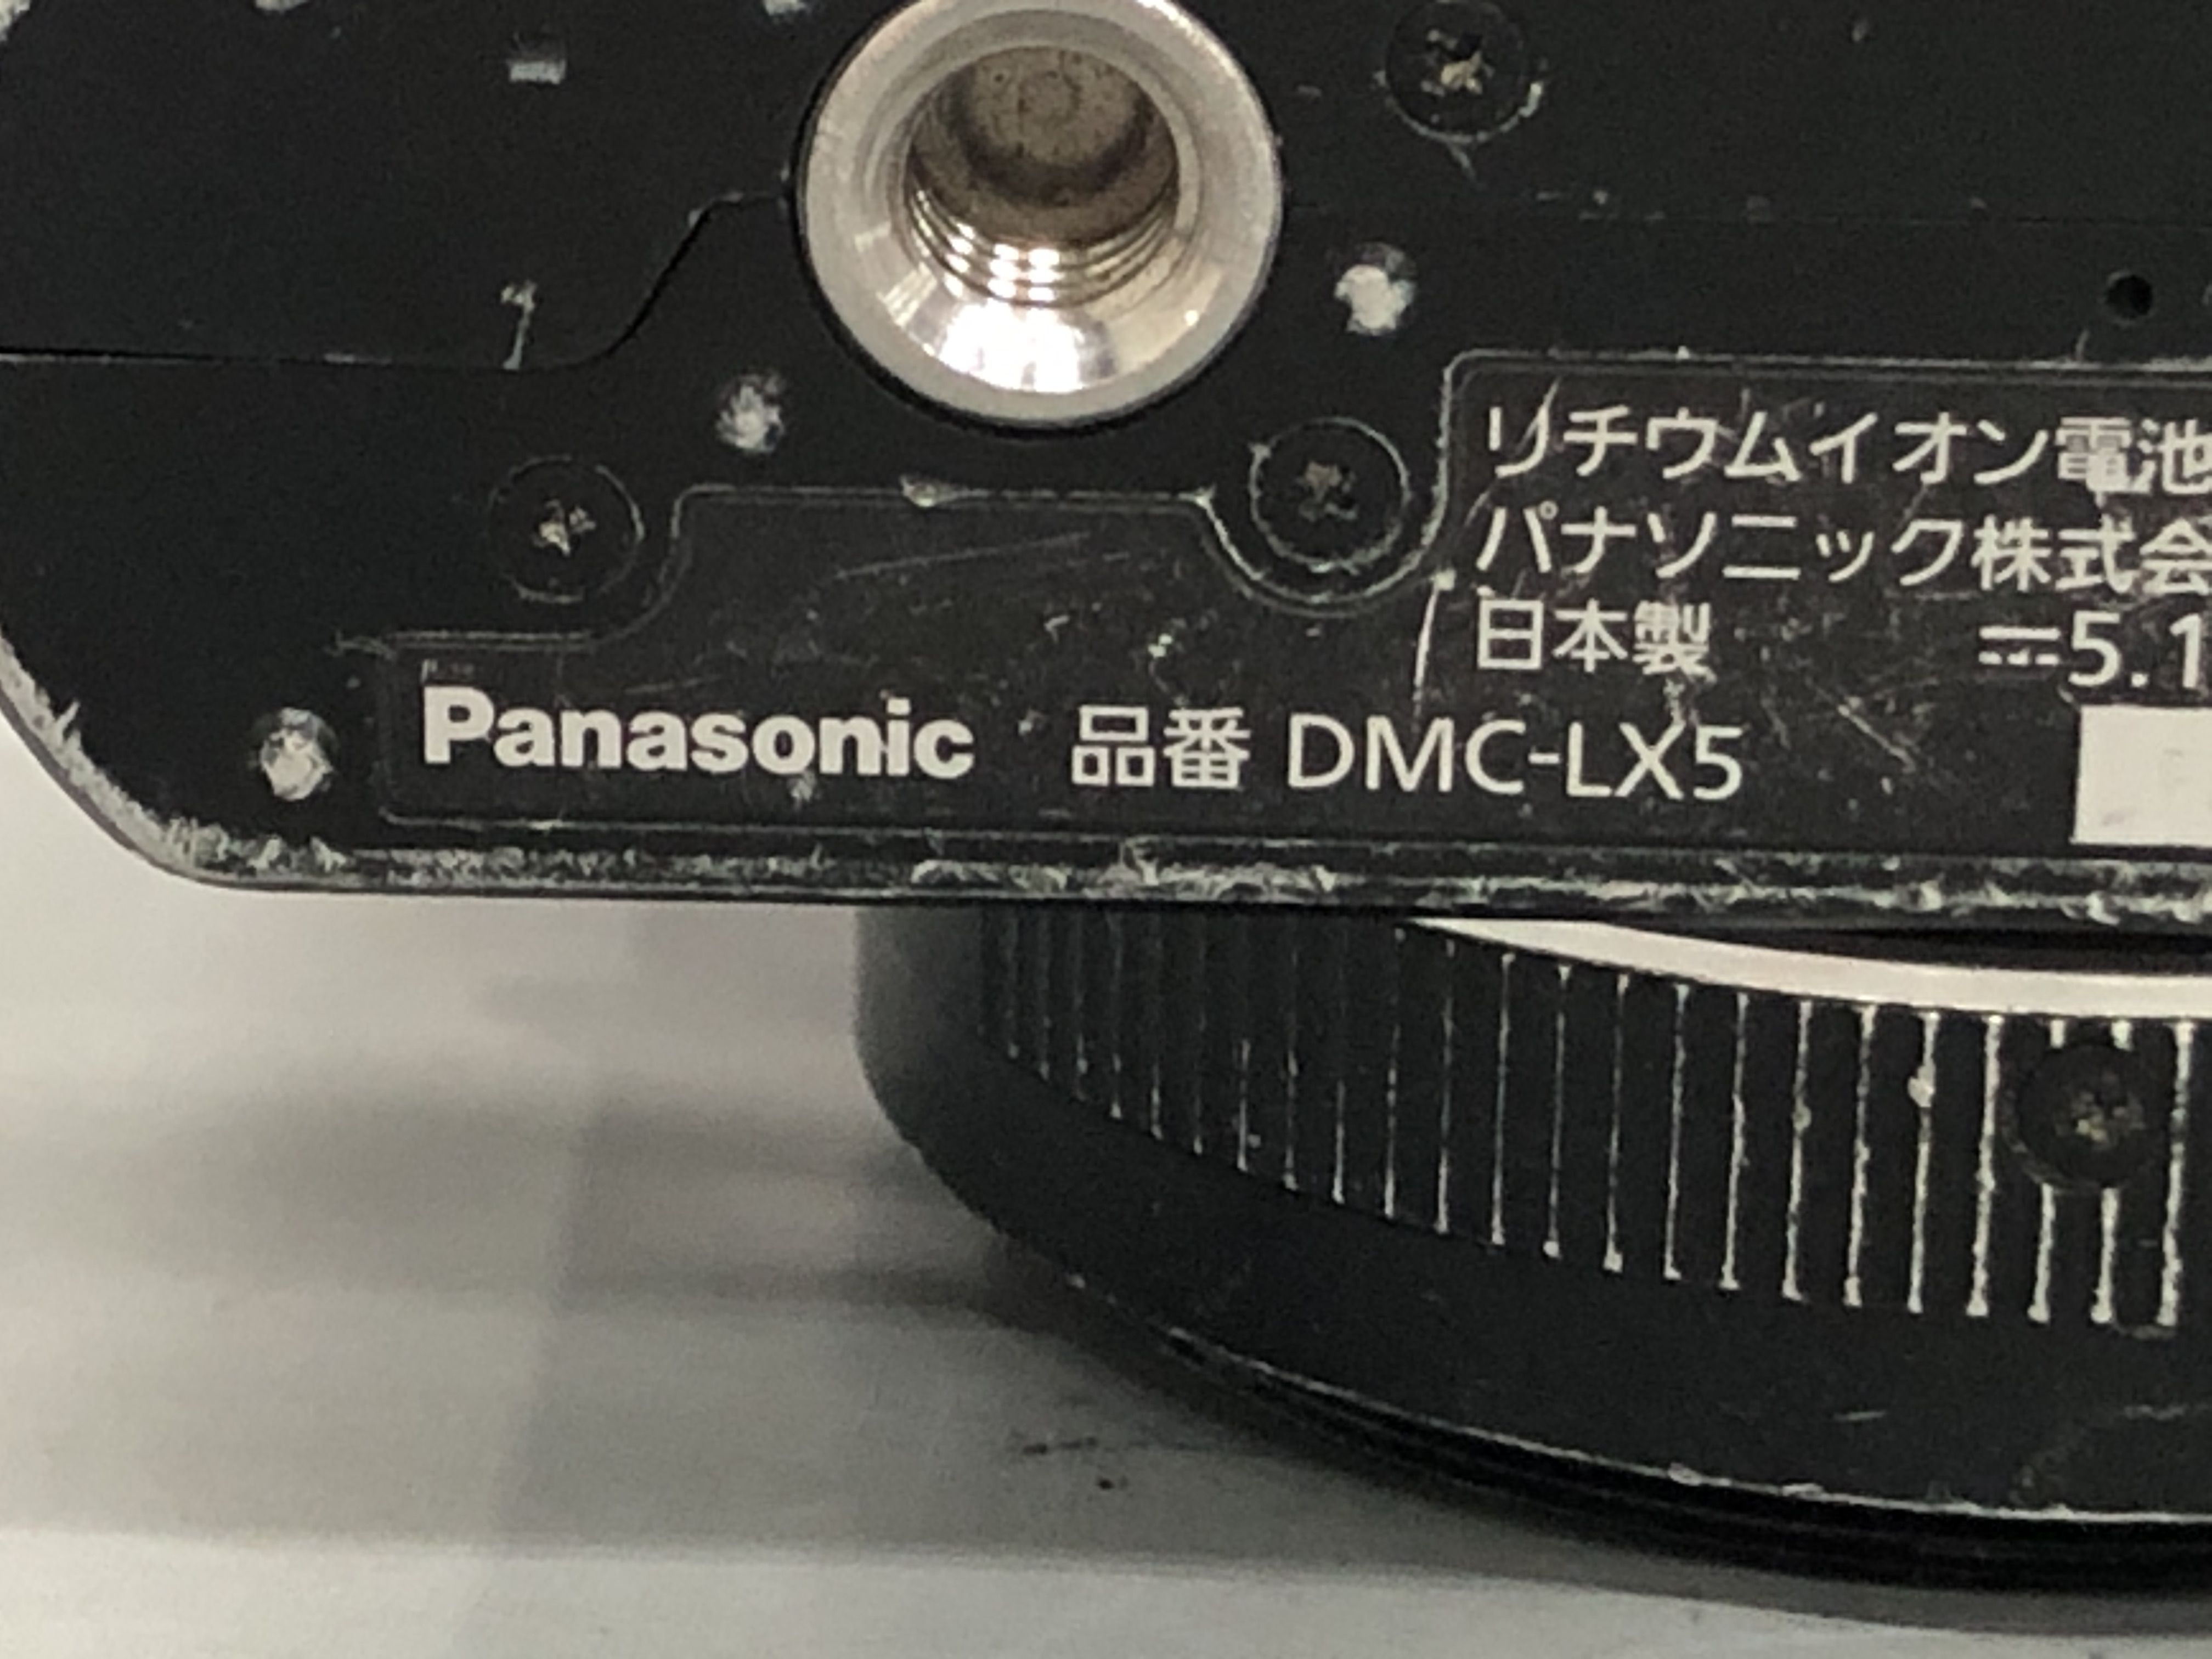 リチウムイオン電池
パナソニック株式会
日本製 ⎓5.1
Panasonic 品番 DMC-LX5